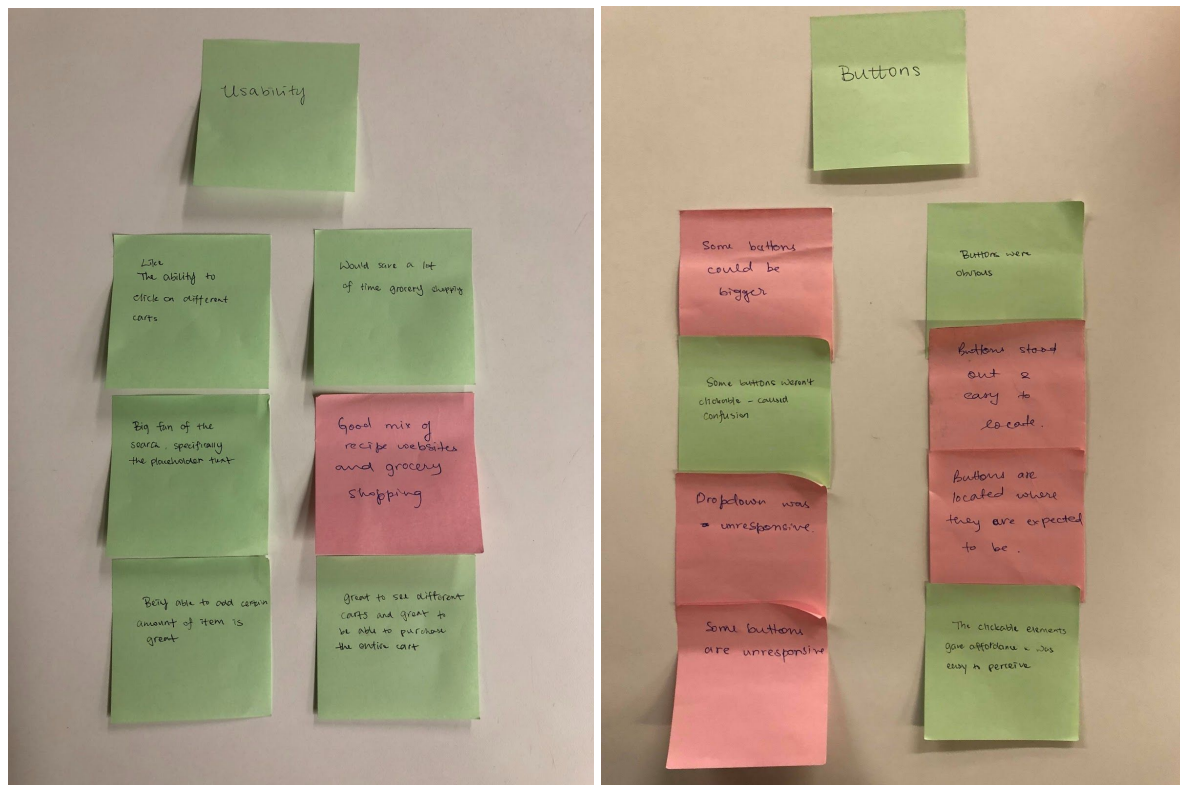 Usability
Like
The ability to
click on different
carts
Would save a lot
of time grocery shopping
Big fan of the
search, specifically
the placeholder text
Good mix of
recipe websites
and grocery
shopping
Being able to add certain
amount of item is
great
great to see different
carts and great to
be able to purchase
the entire cart
Buttons
Some buttons
could be
bigger
Some buttons weren't
clickable - caused
confusion
Dropdown was
unresponsive.
Some buttons
are unresponsive
Buttons were
obvious
Buttons stood
out &
easy to
locate.
Buttons are
located where
they are expected
to be.
The clickable elements
gave affordance & was
easy to perceive